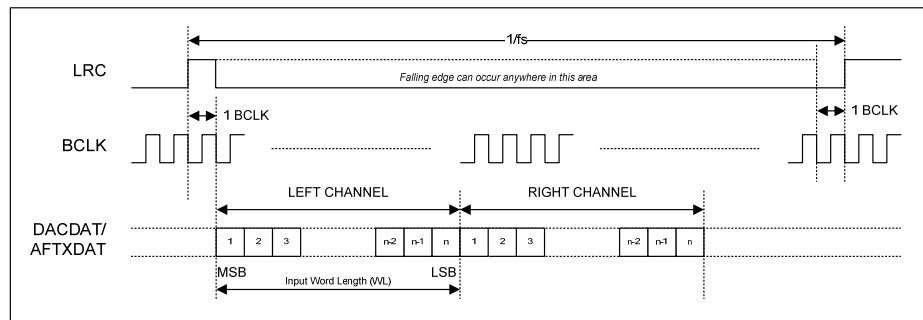 1/fs
LRC
Falling edge can occur anywhere in this area
1 BCLK
1 BCLK
BCLK
LEFT CHANNEL
RIGHT CHANNEL
DACDAT/
AFTXDAT
1 2 3 n-2 n-1 n 1 2 3 n-2 n-1 n
MSB LSB
Input Word Length (WL)